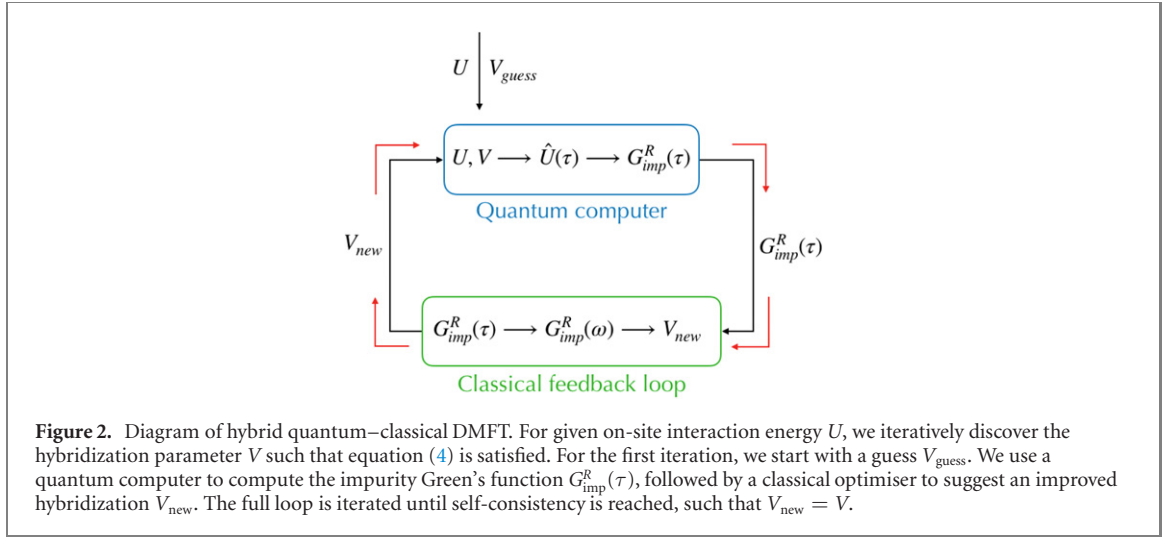 U V_guess
U, V ⟶ Û(τ) ⟶ G^R_imp(τ)
Quantum computer
V_new
G^R_imp(τ)
G^R_imp(τ) ⟶ G^R_imp(ω) ⟶ V_new
Classical feedback loop
Figure 2. Diagram of hybrid quantum−classical DMFT. For given on-site interaction energy U, we iteratively discover the
hybridization parameter V such that equation (4) is satisfied. For the first iteration, we start with a guess V_guess. We use a
quantum computer to compute the impurity Green's function G^R_imp(τ), followed by a classical optimiser to suggest an improved
hybridization V_new. The full loop is iterated until self-consistency is reached, such that V_new = V.